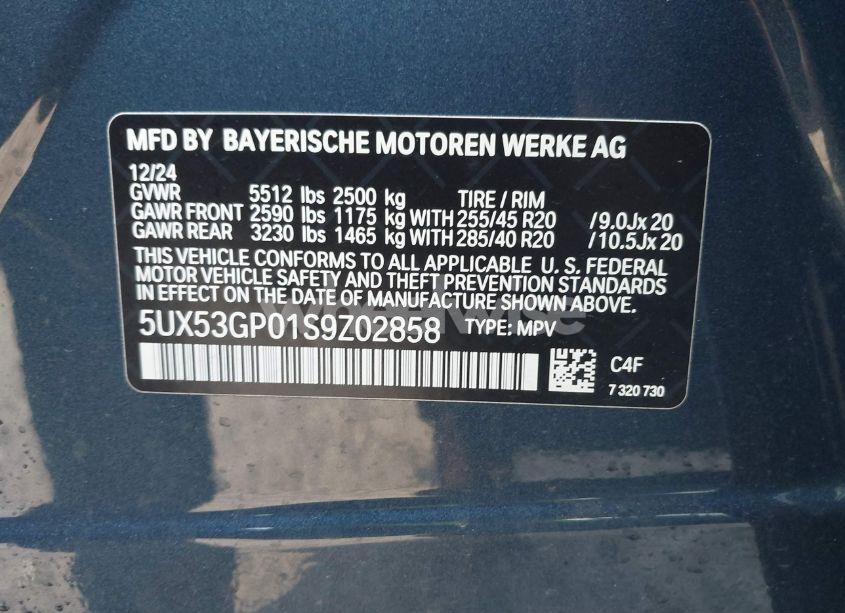 MFD BY BAYERISCHE MOTOREN WERKE AG
12/24
GVWR 5512 lbs 2500 kg TIRE / RIM
GAWR FRONT 2590 lbs 1175 kg WITH 255/45 R20 /9.0Jx 20
GAWR REAR 3230 lbs 1465 kg WITH 285/40 R20 /10.5Jx 20
THIS VEHICLE CONFORMS TO ALL APPLICABLE U. S. FEDERAL
MOTOR VEHICLE SAFETY AND THEFT PREVENTION STANDARDS
IN EFFECT ON THE DATE OF MANUFACTURE SHOWN ABOVE.
5UX53GP01S9Z02858 TYPE: MPV
C4F
7 320 730